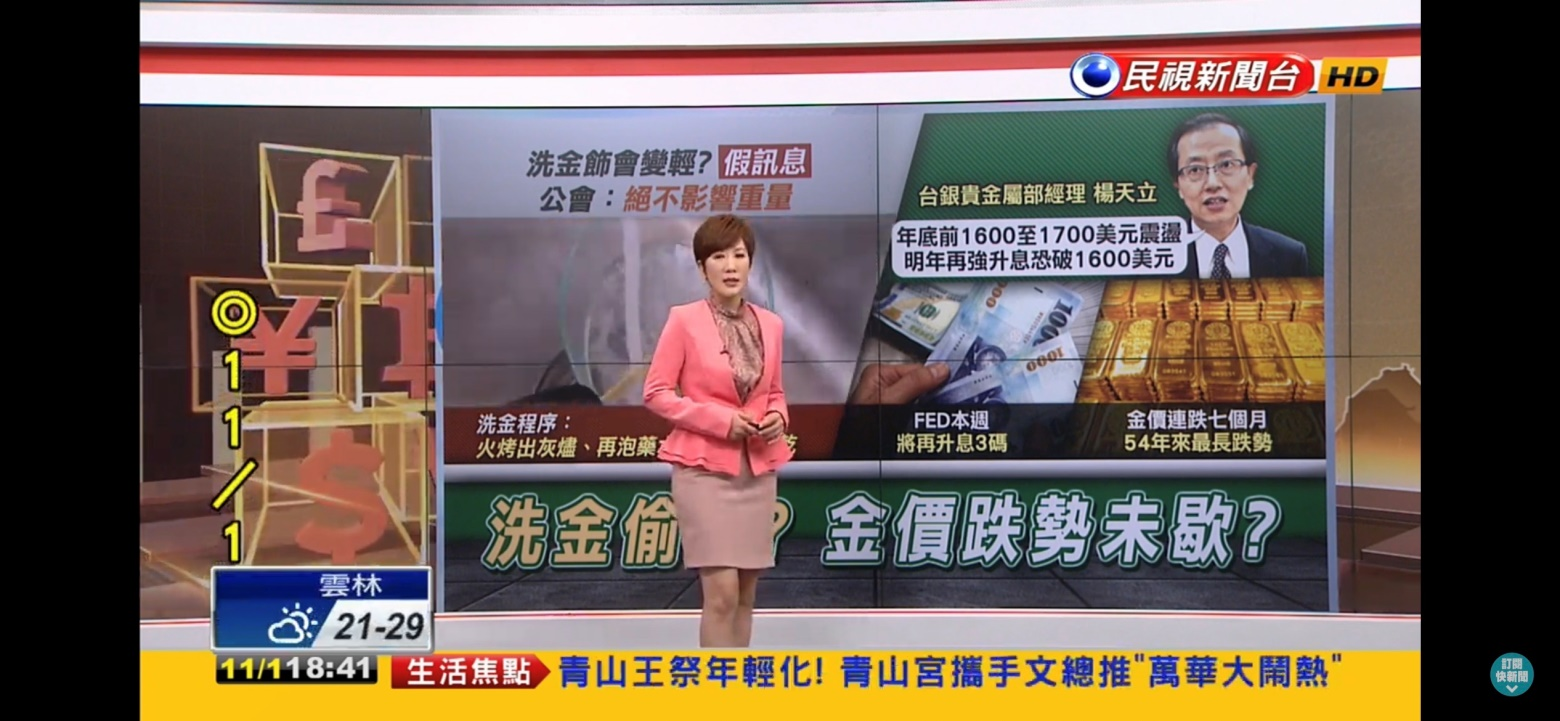 民視新聞台 HD
洗金飾會變輕? 假訊息
公會：絕不影響重量
台銀貴金屬部經理 楊天立
年底前1600至1700美元震盪
明年再強升息恐破1600美元
洗金程序：
火烤出灰燼、再泡藥
乾
FED本週
將再升息3碼
金價連跌七個月
54年來最長跌勢
洗金偷 ? 金價跌勢未歇?
◎11/1
雲林
21-29
11/1 18:41 生活焦點 青山王祭年輕化! 青山宮攜手文總推"萬華大鬧熱"
訂閱
快新聞
£
¥
$
1000
1000
100